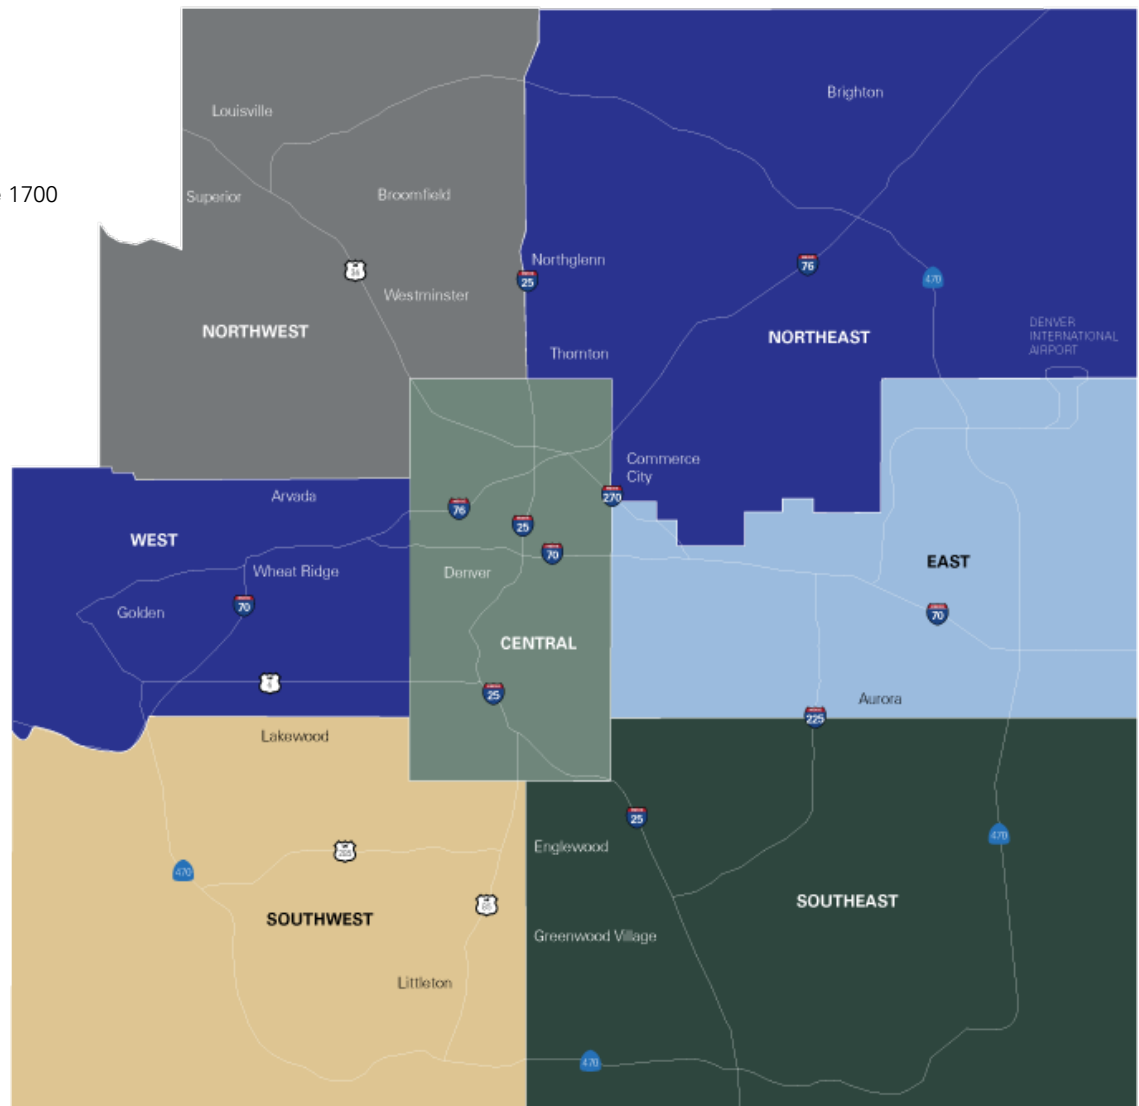 Brighton
Louisville
1700
Superior
Broomfield
Northglenn
25
76
470
Westminster
NORTHWEST
NORTHEAST
DENVER
INTERNATIONAL
AIRPORT
Thornton
Commerce
City
Arvada
270
76
25
WEST
70
EAST
Wheat Ridge
Denver
Golden
70
70
CENTRAL
6
25
Aurora
225
Lakewood
25
470
Englewood
285
470
SOUTHEAST
85
SOUTHWEST
Greenwood Village
Littleton
470